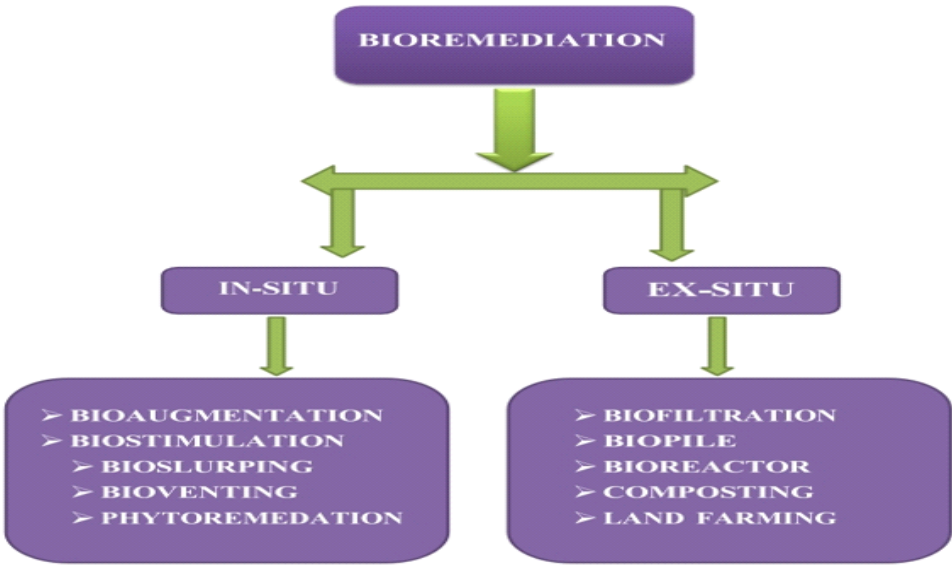 BIOREMEDIATION
IN-SITU
EX-SITU
➢ BIOAUGMENTATION
➢ BIOSTIMULATION
➢ BIOSLURPING
➢ BIOVENTING
➢ PHYTOREMEDATION
➢ BIOFILTRATION
➢ BIOPILE
➢ BIOREACTOR
➢ COMPOSTING
➢ LAND FARMING